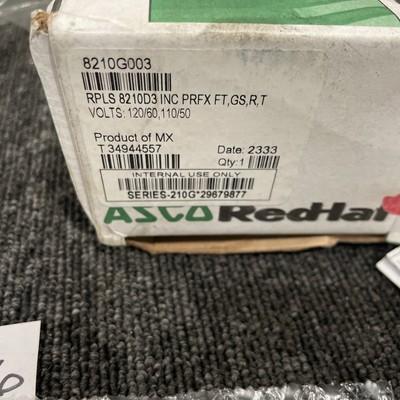 8210G003
RPLS 8210D3 INC PRFX FT,GS,R,T
VOLTS: 120/60,110/50
Product of MX
T 34944557
Date: 2333
Qty:1
INTERNAL USE ONLY
SERIES-210G*29679877
ASCO RedHa